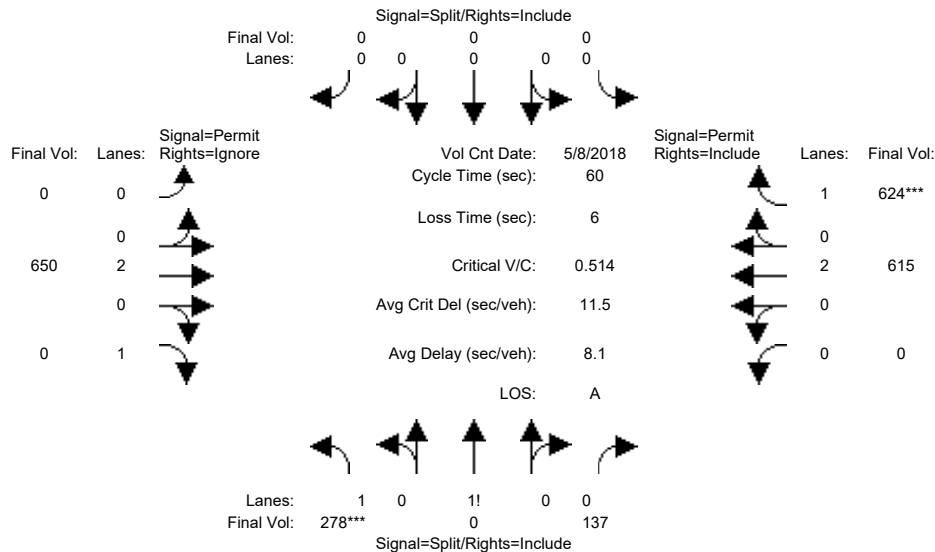 Signal=Split/Rights=Include
Final Vol: 0 0 0
Lanes: 0 0 0 0 0
Signal=Permit
Final Vol: Lanes: Rights=Ignore
Vol Cnt Date: 5/8/2018
Signal=Permit
Rights=Include Lanes: Final Vol:
Cycle Time (sec): 60
0 0
1 624***
Loss Time (sec): 6
0
0
650 2
Critical V/C: 0.514
2 615
0
Avg Crit Del (sec/veh): 11.5
0
0 1
Avg Delay (sec/veh): 8.1
0 0
LOS: A
Lanes: 1 0 1! 0 0
Final Vol: 278*** 0 137
Signal=Split/Rights=Include